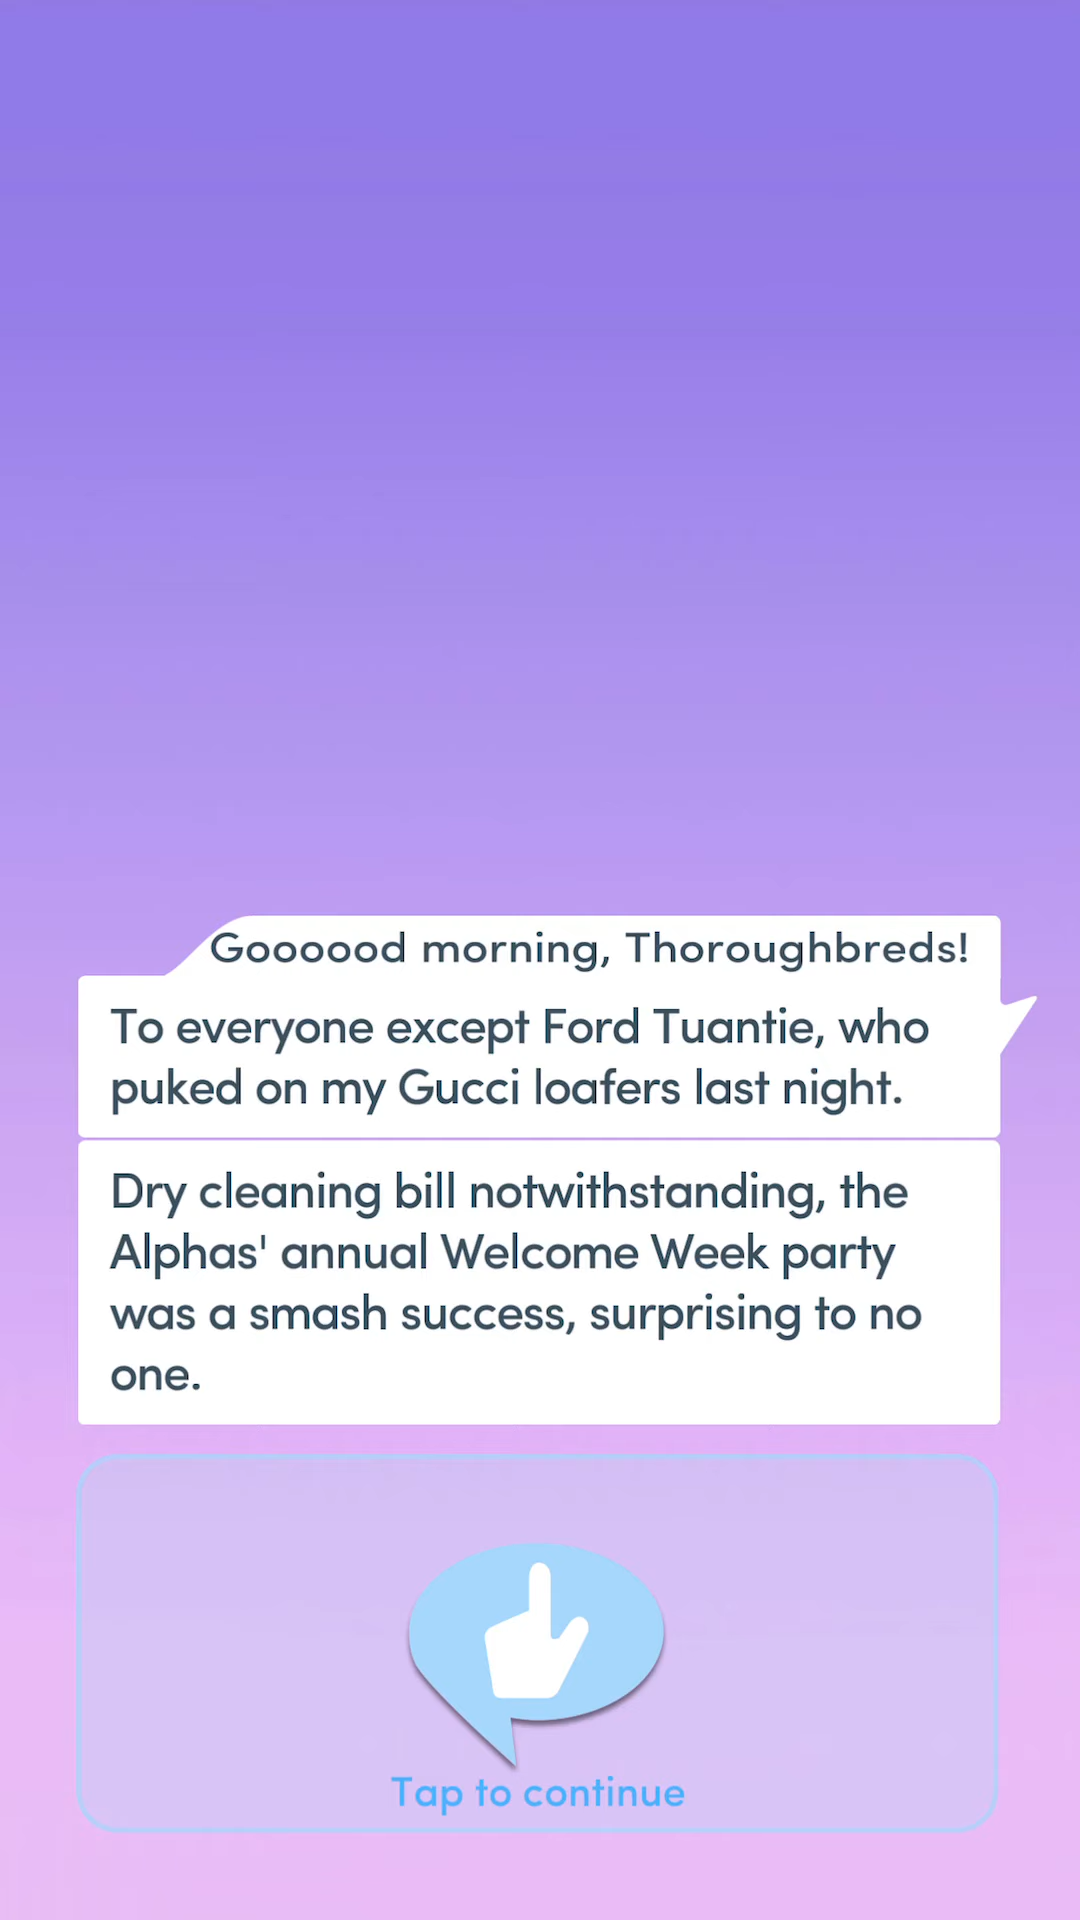 Goooood morning, Thoroughbreds!
To everyone except Ford Tuantie, who
puked on my Gucci loafers last night.
Dry cleaning bill notwithstanding, the
Alphas' annual Welcome Week party
was a smash success, surprising to no
one.
Tap to continue